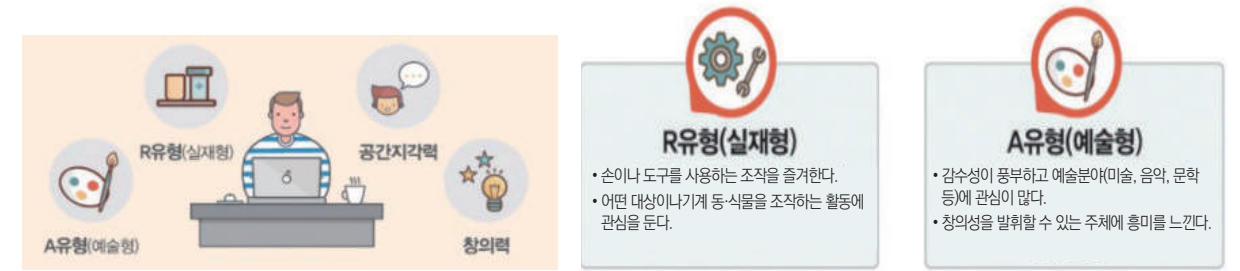 R유형(실재형)
공간지각력
A유형(예술형)
창의력
R유형(실재형)
• 손이나 도구를 사용하는 조작을 즐겨한다.
• 어떤 대상이나기계 동·식물을 조작하는 활동에
관심을 둔다.
A유형(예술형)
• 감수성이 풍부하고 예술분야(미술, 음악, 문학
등)에 관심이 많다.
• 창의성을 발휘할 수 있는 주체에 흥미를 느낀다.